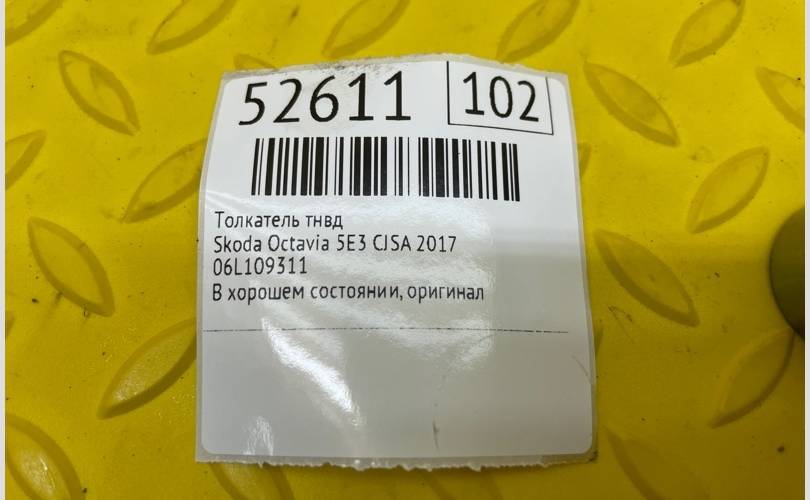 52611 102
Толкатель тнвд
Skoda Octavia 5E3 CJSA 2017
06L109311
В хорошем состоянии, оригинал